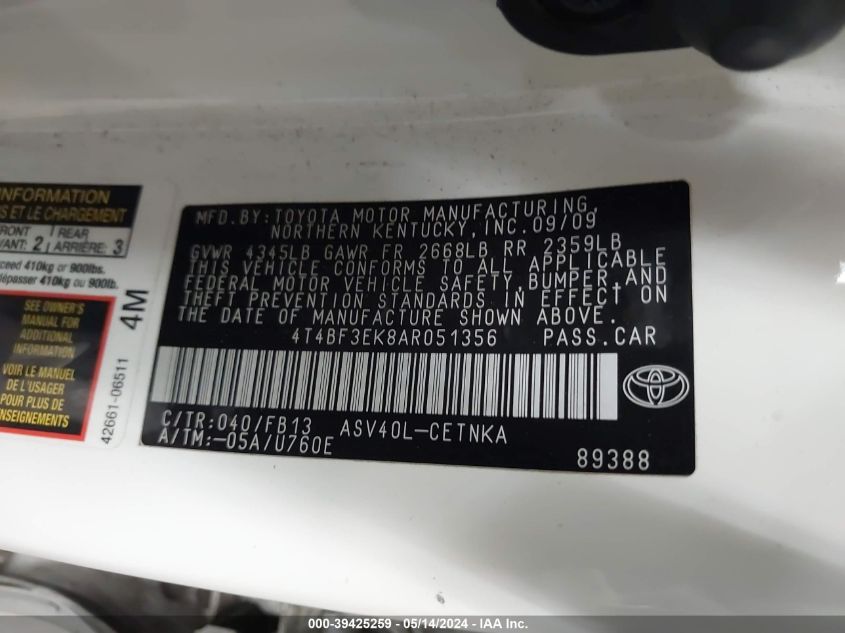 INFORMATION
S ET LE CHARGEMENT
FRONT 2 REAR 3
VANT: ARRIÈRE:
ceed 410kg or 900lbs.
dépasser 410kg ou 900lb.
SEE OWNER'S
MANUAL FOR
ADDITIONAL
INFORMATION
VOIR LE MANUEL
DE L'USAGER
POUR PLUS DE
NSEIGNEMENTS
4M
42661-06511
MFD.BY:TOYOTA MOTOR MANUFACTURING,
NORTHERN KENTUCKY,INC.09/09
GVWR 4345LB GAWR FR 2668LB RR 2359LB
THIS VEHICLE CONFORMS TO ALL APPLICABLE
FEDERAL MOTOR VEHICLE SAFETY,BUMPER,AND
THEFT PREVENTION STANDARDS IN EFFECT ON
THE DATE OF MANUFACTURE SHOWN ABOVE.
4T4BF3EK8AR051356 PASS.CAR
C/TR:040/FB13 ASV40L-CETNKA
A/TM:-05A/U760E
89388
000-39425259 - 05/14/2024 - IAA Inc.